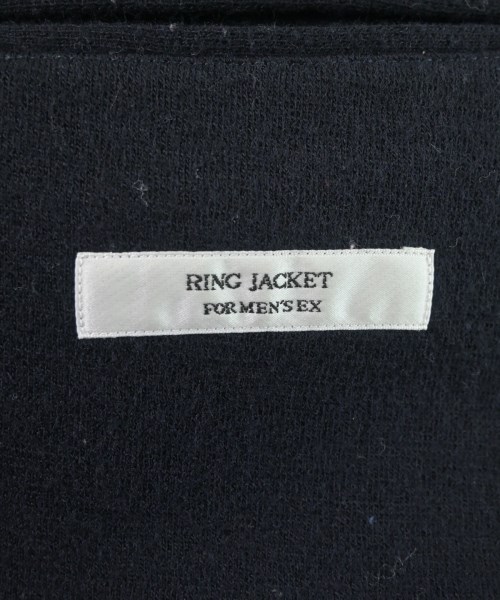 RING JACKET
FOR MEN'S EX